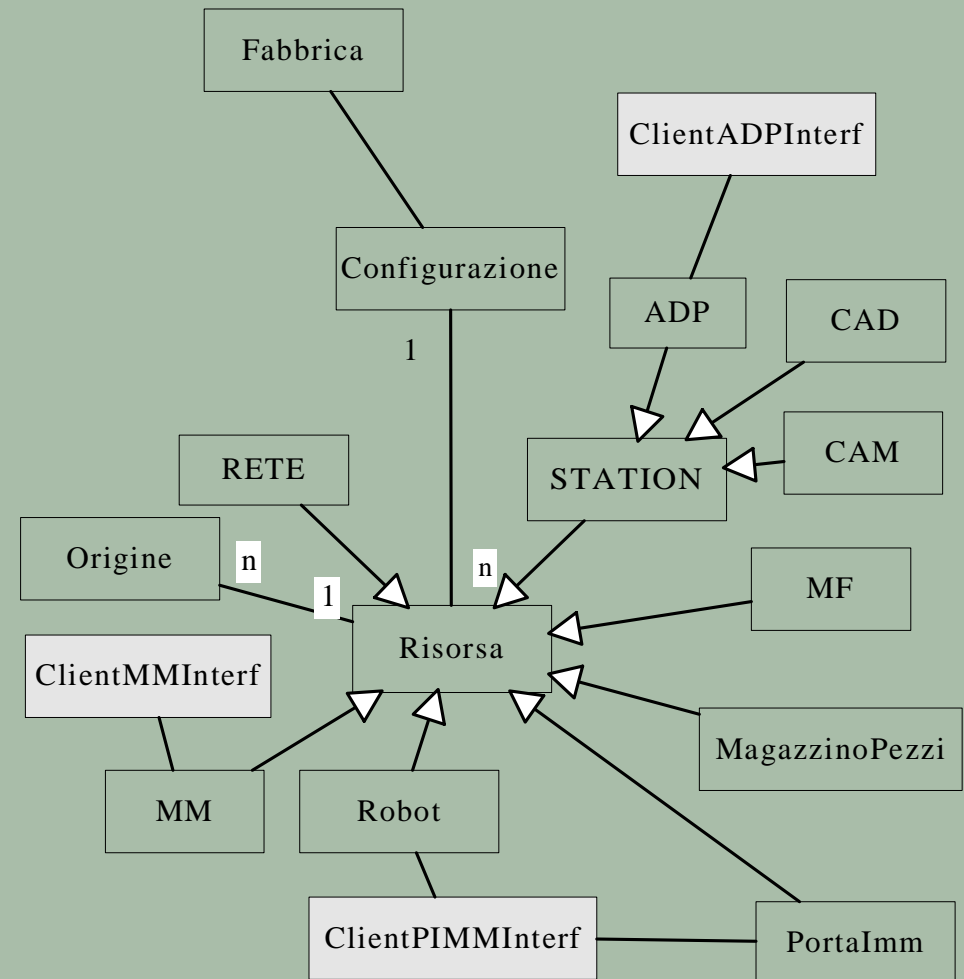 Fabbrica
ClientADPInterf
Configurazione
ADP
CAD
1
RETE
STATION
CAM
Origine
n
n
1
MF
Risorsa
ClientMMInterf
MagazzinoPezzi
MM
Robot
ClientPIMMInterf
PortaImm